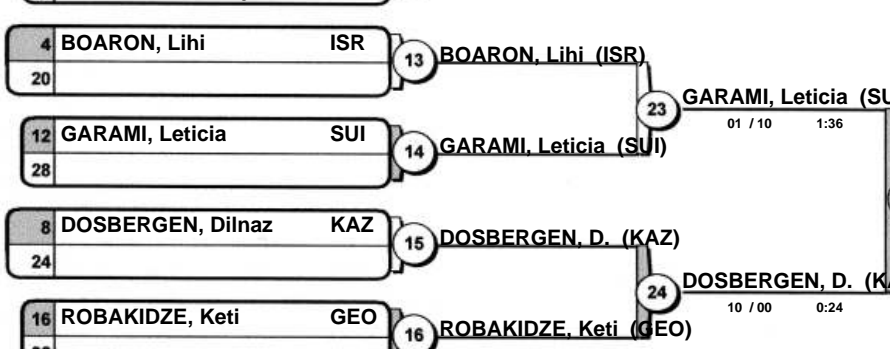 4 BOARON, Lihi ISR
20
13 BOARON, Lihi (ISR)
12 GARAMI, Leticia SUI
28
14 GARAMI, Leticia (SUI)
23 GARAMI, Leticia (SU
01 / 10 1:36
8 DOSBERGEN, Dilnaz KAZ
24
15 DOSBERGEN, D. (KAZ)
16 ROBAKIDZE, Keti GEO
16 ROBAKIDZE, Keti (GEO)
24 DOSBERGEN, D. (KA
10 / 00 0:24